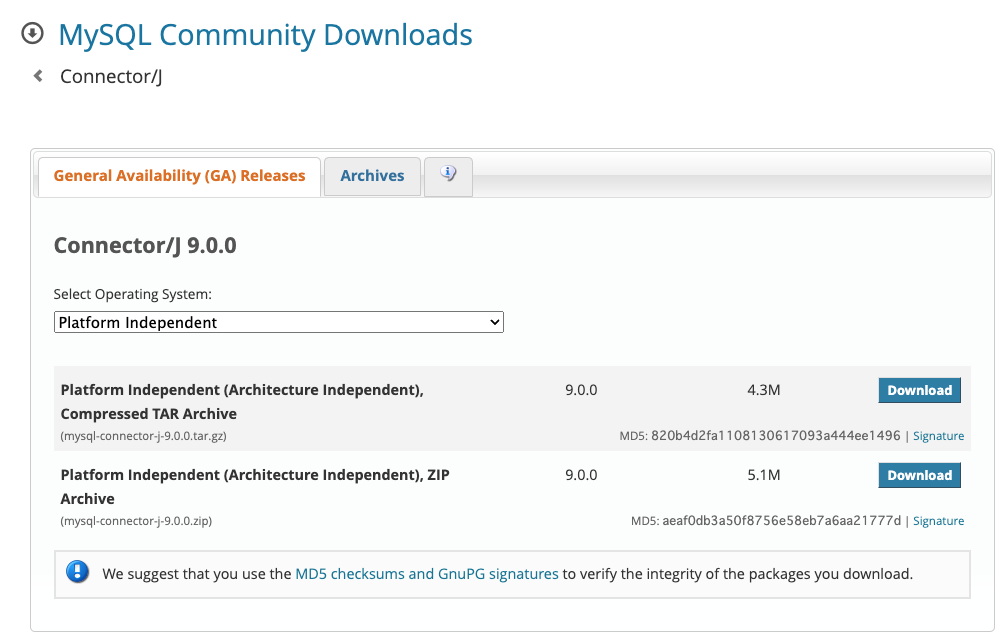 MySQL Community Downloads
Connector/J
General Availability (GA) Releases Archives
Connector/J 9.0.0
Select Operating System:
Platform Independent
Platform Independent (Architecture Independent), 9.0.0 4.3M Download
Compressed TAR Archive
(mysql-connector-j-9.0.0.tar.gz) MD5: 820b4d2fa1108130617093a444ee1496 | Signature
Platform Independent (Architecture Independent), ZIP 9.0.0 5.1M Download
Archive
(mysql-connector-j-9.0.0.zip) MD5: aeaf0db3a50f8756e58eb7a6aa21777d | Signature
We suggest that you use the MD5 checksums and GnuPG signatures to verify the integrity of the packages you download.